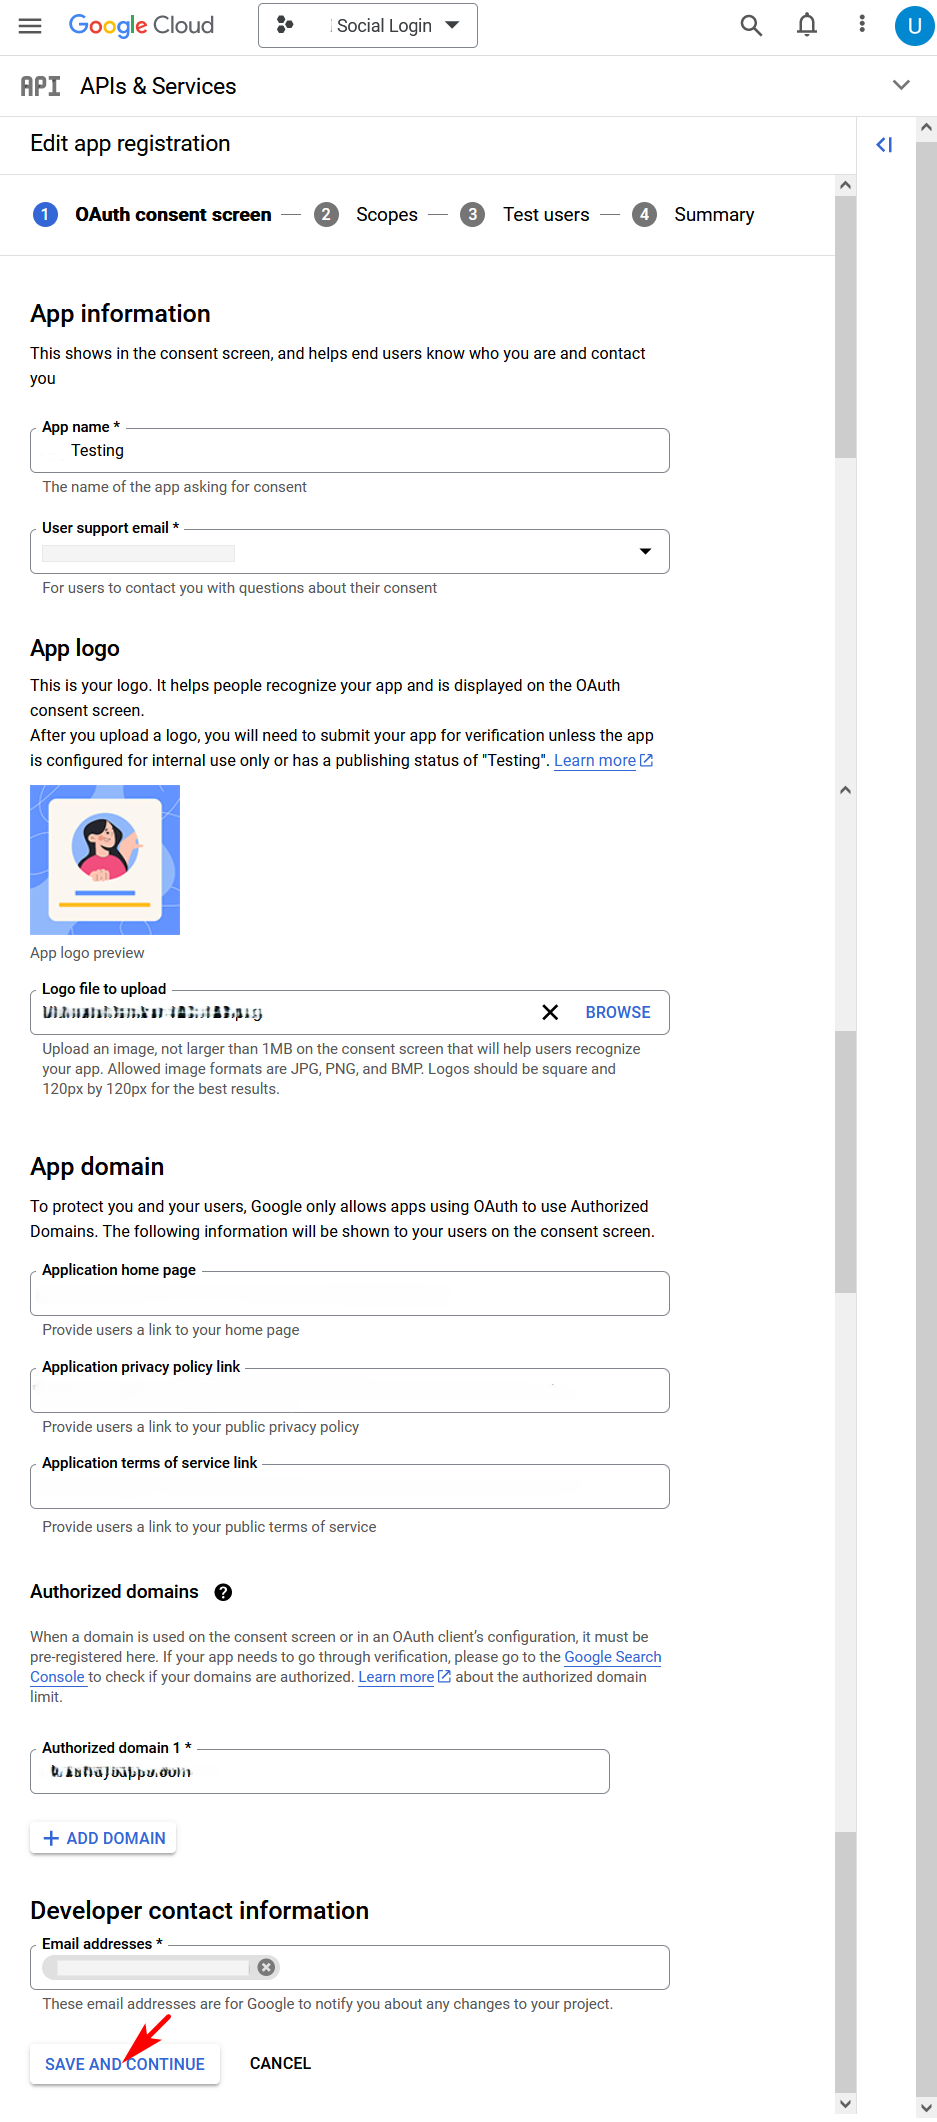 Google Cloud
Social Login
U
API APIs & Services
Edit app registration
1 OAuth consent screen 2 Scopes 3 Test users 4 Summary
App information
This shows in the consent screen, and helps end users know who you are and contact
you
App name *
Testing
The name of the app asking for consent
User support email *
For users to contact you with questions about their consent
App logo
This is your logo. It helps people recognize your app and is displayed on the OAuth
consent screen.
After you upload a logo, you will need to submit your app for verification unless the app
is configured for internal use only or has a publishing status of "Testing". Learn more
App logo preview
Logo file to upload
BROWSE
Upload an image, not larger than 1MB on the consent screen that will help users recognize
your app. Allowed image formats are JPG, PNG, and BMP. Logos should be square and
120px by 120px for the best results.
App domain
To protect you and your users, Google only allows apps using OAuth to use Authorized
Domains. The following information will be shown to your users on the consent screen.
Application home page
Provide users a link to your home page
Application privacy policy link
Provide users a link to your public privacy policy
Application terms of service link
Provide users a link to your public terms of service
Authorized domains ?
When a domain is used on the consent screen or in an OAuth client’s configuration, it must be
pre-registered here. If your app needs to go through verification, please go to the Google Search
Console to check if your domains are authorized. Learn more about the authorized domain
limit.
Authorized domain 1 *
+ ADD DOMAIN
Developer contact information
Email addresses *
These email addresses are for Google to notify you about any changes to your project.
SAVE AND CONTINUE CANCEL